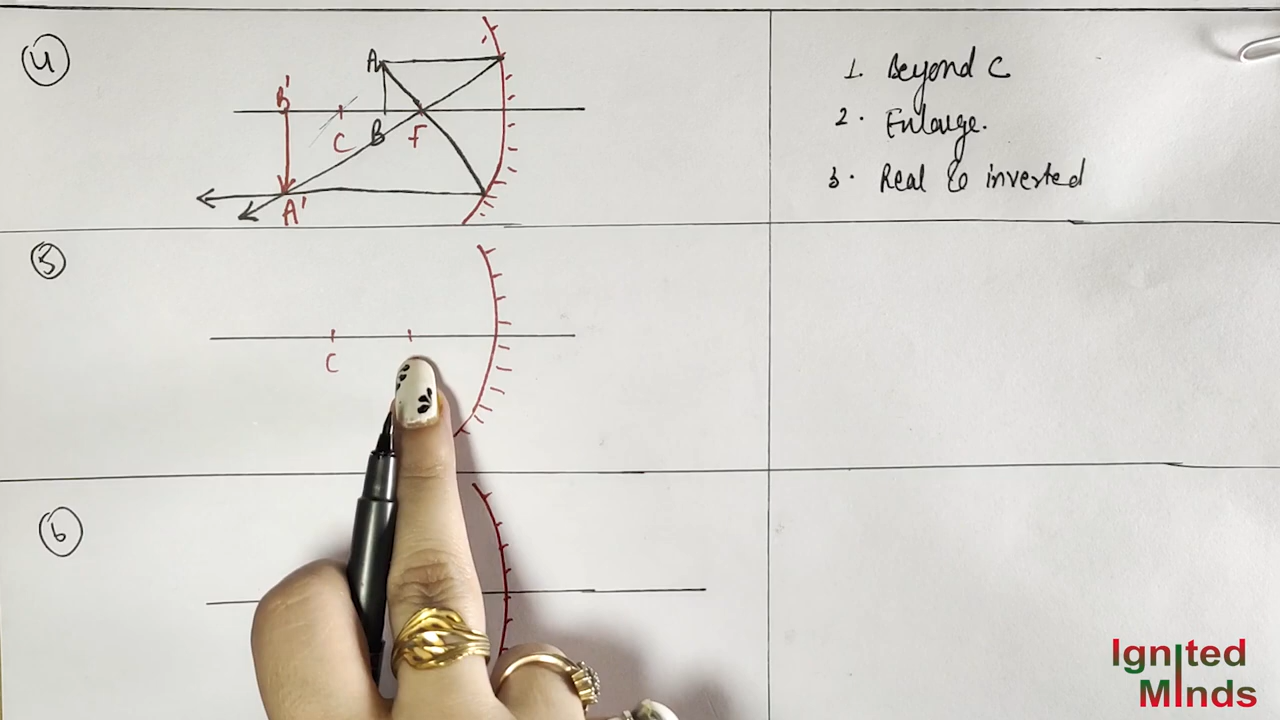 4
A
B'
C
B
F
A'
1. Beyond C
2. Enlarge.
3. Real & inverted
5
C
6
Ignited
Minds